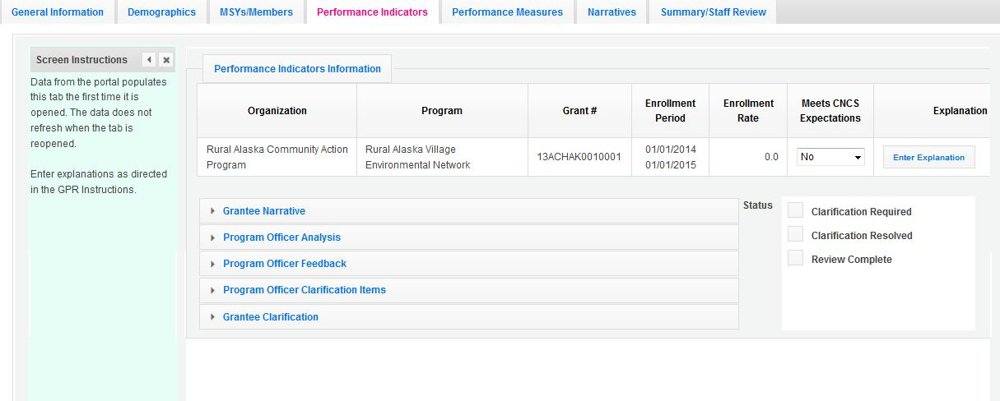 General Information
Demographics
MSYs/Members
Performance Indicators
Performance Measures
Narratives
Summary/Staff Review
Screen Instructions
Data from the portal populates
this tab the first time it is
opened. The data does not
refresh when the tab is
reopened.
Enter explanations as directed
in the GPR Instructions.
Performance Indicators Information
Organization
Program
Grant #
Enrollment
Period
Enrollment
Rate
Meets CNCS
Expectations
Explanation
Rural Alaska Community Action
Program
Rural Alaska Village
Environmental Network
13ACHAK0010001
01/01/2014
01/01/2015
0.0
No
Enter Explanation
Grantee Narrative
Program Officer Analysis
Program Officer Feedback
Program Officer Clarification Items
Grantee Clarification
Status
Clarification Required
Clarification Resolved
Review Complete